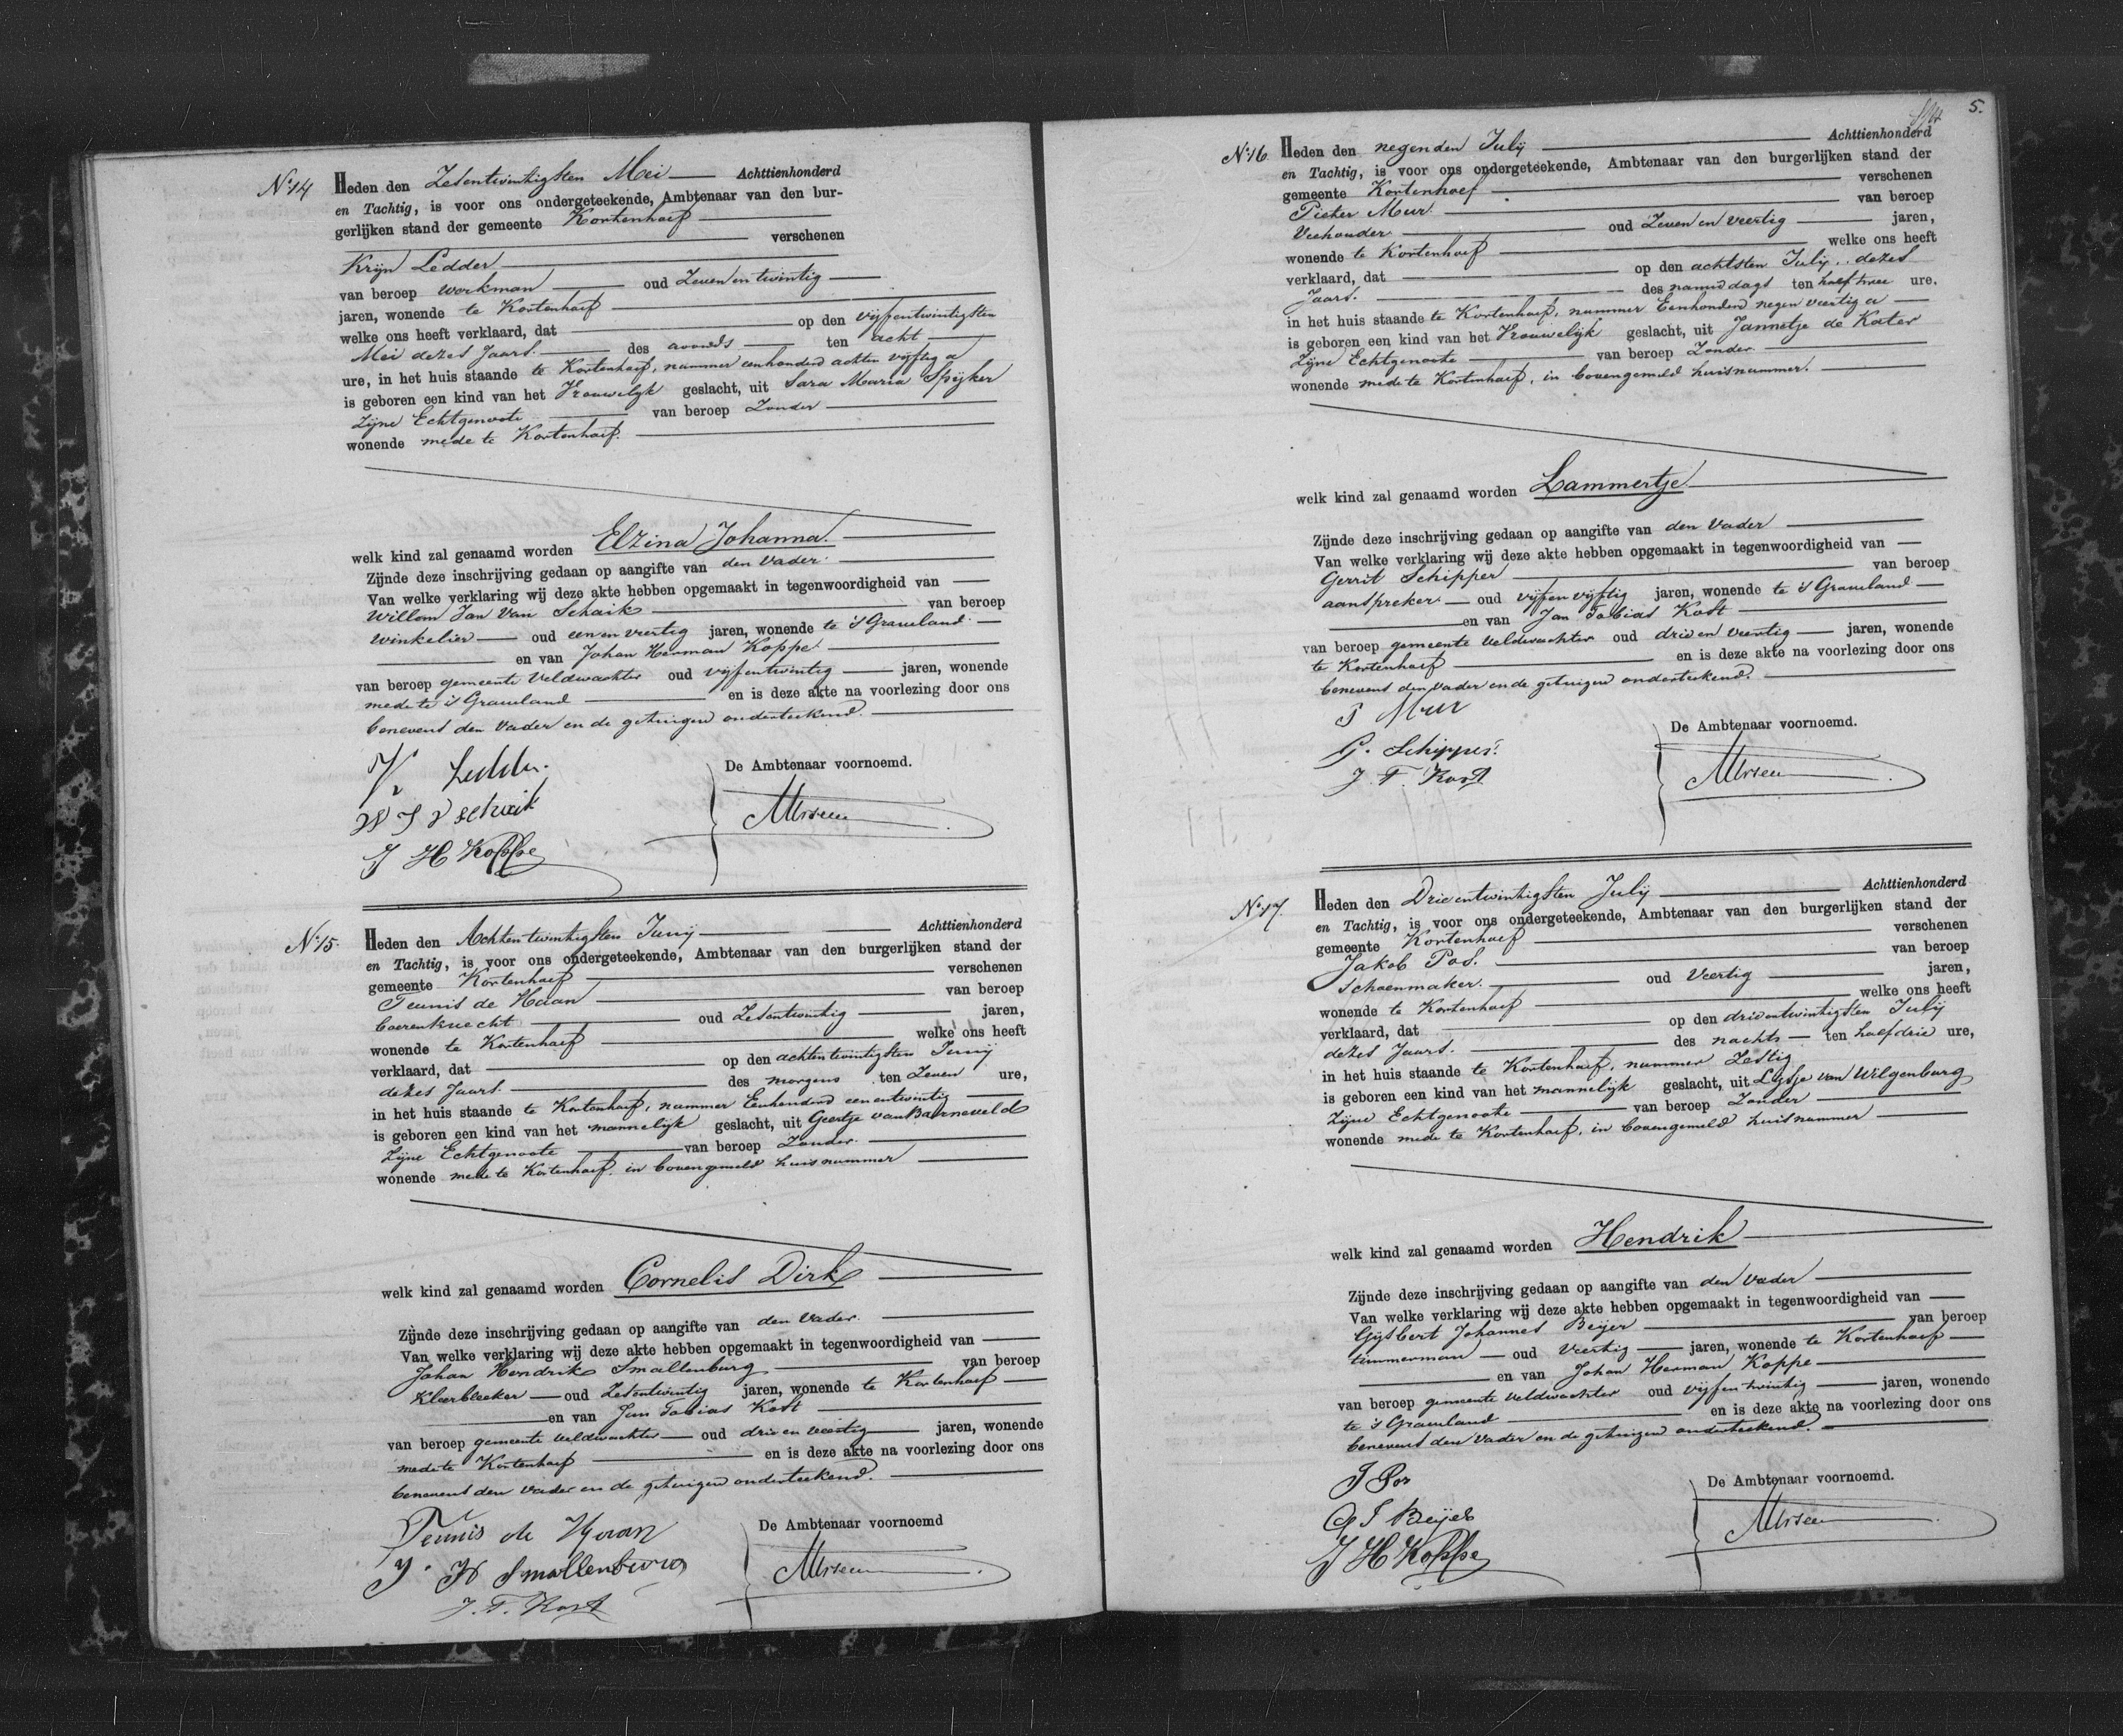 No. 14 Heden den Zesentwintigsten Mei Achttienhonderd
en Tachtig, is voor ons ondergeteekende, Ambtenaar van den bur-
gerlijken stand der gemeente Kortenhoef
verschenen
Krijn Ledder
van beroep workman oud Zeven en twintig
jaren, wonende te Kortenhoef
welke ons heeft verklaard, dat op den vijfentwintigsten
Mei dezes Jaars. des avonds ten acht
ure, in het huis staande te Kortenhoef, nummer eenhonderd achten vijftig a
is geboren een kind van het Vrouwelijk geslacht, uit Sara Maria Spijker
Zijne Echtgenoote van beroep Zonder
wonende mede te Kortenhoef.
welk kind zal genaamd worden Elzina Johanna.
Zijnde deze inschrijving gedaan op aangifte van den Vader.
Van welke verklaring wij deze akte hebben opgemaakt in tegenwoordigheid van
Willem Jan Van Schaik van beroep
Winkelier oud een en veertig jaren, wonende te 's Graveland
en van Johan Herman Koppe
van beroep gemeente Veldwachter oud vijfentwintig jaren, wonende
mede te 's Graveland en is deze akte na voorlezing door ons
benevens den Vader en de getuigen onderteekend.
K Ledder.
De Ambtenaar voornoemd.
W J v schaik
J H Koppe
No. 15. Heden den Achtentwintigsten Junij Achttienhonderd
en Tachtig, is voor ons ondergeteekende, Ambtenaar van den burgerlijken stand der
gemeente Kortenhoef verschenen
Teunis de Haan van beroep
boerenknecht oud Zesentwintig jaren,
wonende te Kortenhoef welke ons heeft
verklaard, dat op den achtentwintigsten Junij
dezes Jaars. des morgens ten Zeven ure,
in het huis staande te Kortenhoef, nummer Eenhonderd eenentwintig
is geboren een kind van het mannelijk geslacht, uit Geertje van Barneveld
Zijne Echtgenoote van beroep Zonder
wonende mede te Kortenhoef, in bovengemeld huisnummer
welk kind zal genaamd worden Cornelis Dirk
Zijnde deze inschrijving gedaan op aangifte van den Vader.
Van welke verklaring wij deze akte hebben opgemaakt in tegenwoordigheid van
Johan Hendrik Smallenburg van beroep
Kleerbleeker oud Zesentwintig jaren, wonende te Kortenhoef
en van Jan Tobias Kost
van beroep gemeente veldwachter oud drie en veertig jaren, wonende
mede te Kortenhoef en is deze akte na voorlezing door ons
benevens den Vader en de getuigen onderteekend.
Teunis de Haan
De Ambtenaar voornoemd
J. H Smallenburg
J. T. Kost
5.
No. 16 Heden den negenden July Achttienhonderd
en Tachtig, is voor ons ondergeteekende, Ambtenaar van den burgerlijken stand der
gemeente Kortenhoef verschenen
Pieter Mur. van beroep
Veehouder oud Zeven en veertig jaren,
wonende te Kortenhoef welke ons heeft
verklaard, dat op den achtsten July dezes
Jaars. des namiddags ten half twee ure.
in het huis staande te Kortenhoef, nummer Eenhonderd negen veertig a
is geboren een kind van het Vrouwelijk geslacht, uit Jannetje de Kater
Zijne Echtgenoote van beroep Zonder
wonende mede te Kortenhoef, in bovengemeld huisnummer.
welk kind zal genaamd worden Lammertje
Zijnde deze inschrijving gedaan op aangifte van den Vader
Van welke verklaring wij deze akte hebben opgemaakt in tegenwoordigheid van
Gerrit Schipper van beroep
aanspreker oud vijfenvijftig jaren, wonende te 's Graveland
en van Jan Tobias Kost
van beroep gemeente veldwachter oud drie en veertig jaren, wonende
te Kortenhoef en is deze akte na voorlezing door ons
benevens den Vader en de getuigen onderteekend.
P Mur
De Ambtenaar voornoemd.
G. Schipper.
J. T. Kost
No. 17. Heden den Drieentwintigsten July Achttienhonderd
en Tachtig, is voor ons ondergeteekende, Ambtenaar van den burgerlijken stand der
gemeente Kortenhoef verschenen
Jakob Pos. van beroep
Schoenmaker. oud Veertig jaren,
wonende te Kortenhoef welke ons heeft
verklaard, dat op den drieentwintigsten July
dezes Jaars. des nachts ten half drie ure,
in het huis staande te Kortenhoef, nummer Zestig
is geboren een kind van het mannelijk geslacht, uit Lijsje van Wilgenburg
Zijne Echtgenoote van beroep Zonder
wonende mede te Kortenhoef, in bovengemeld huisnummer
welk kind zal genaamd worden Hendrik
Zijnde deze inschrijving gedaan op aangifte van den Vader
Van welke verklaring wij deze akte hebben opgemaakt in tegenwoordigheid van
Gijsbert Johannes Beijer van beroep
timmerman oud Veertig jaren, wonende te Kortenhoef
en van Johan Herman Koppe
van beroep gemeente veldwachter oud vijfentwintig jaren, wonende
te 's Graveland en is deze akte na voorlezing door ons
benevens den Vader en de getuigen onderteekend.
J Pos
De Ambtenaar voornoemd.
G J Beijer
J H Koppe